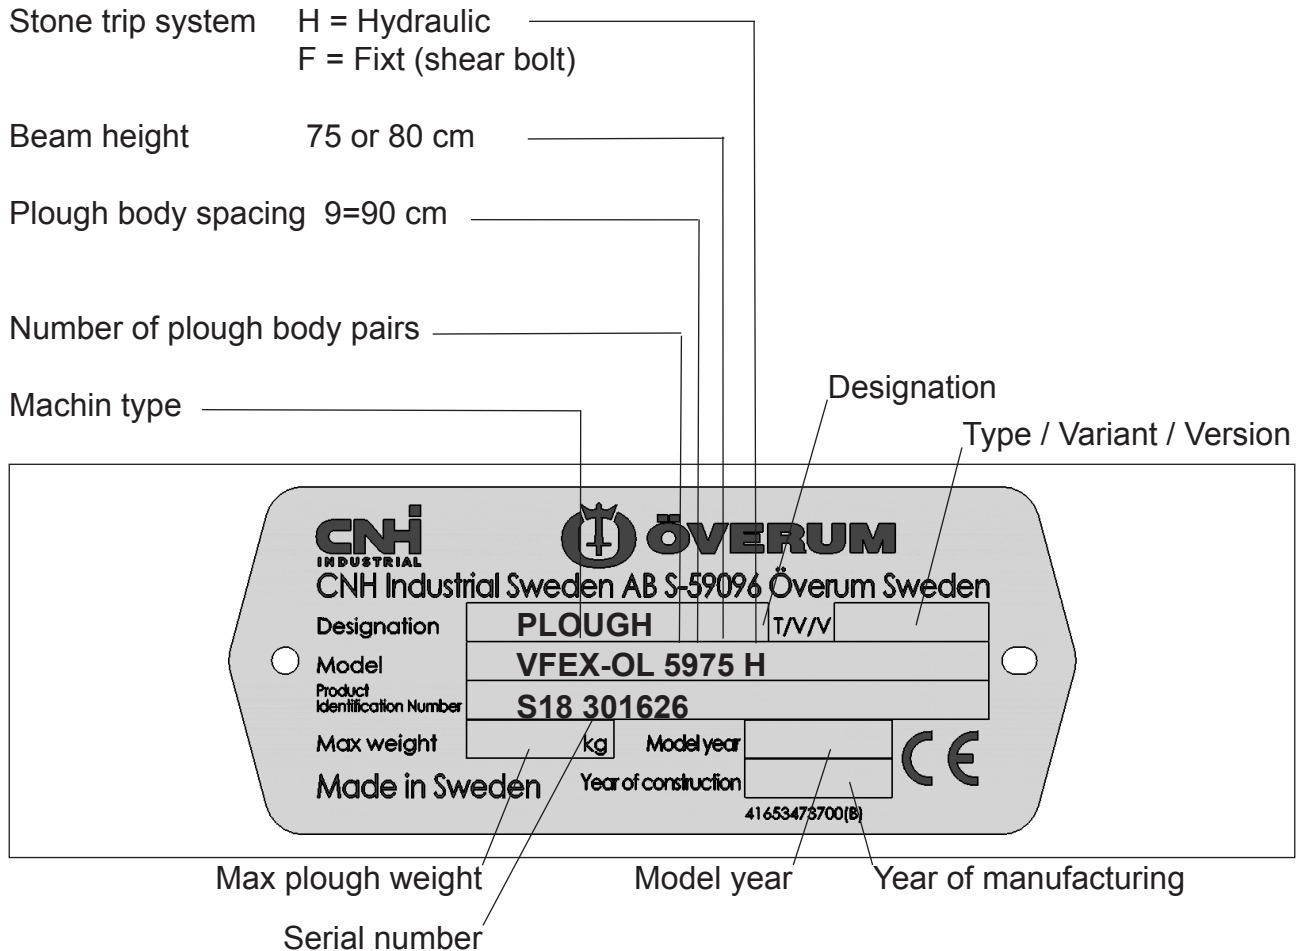 Stone trip system H = Hydraulic
F = Fixt (shear bolt)
Beam height 75 or 80 cm
Plough body spacing 9=90 cm
Number of plough body pairs
Machin type
Designation
Type / Variant / Version
CNH INDUSTRIAL ÖVERUM
CNH Industrial Sweden AB S-59096 Överum Sweden
Designation PLOUGH T/V/V
Model VFEX-OL 5975 H
Product Identification Number S18 301626
Max weight kg Model year CE
Made in Sweden Year of construction
41653473700(B)
Max plough weight Model year Year of manufacturing
Serial number